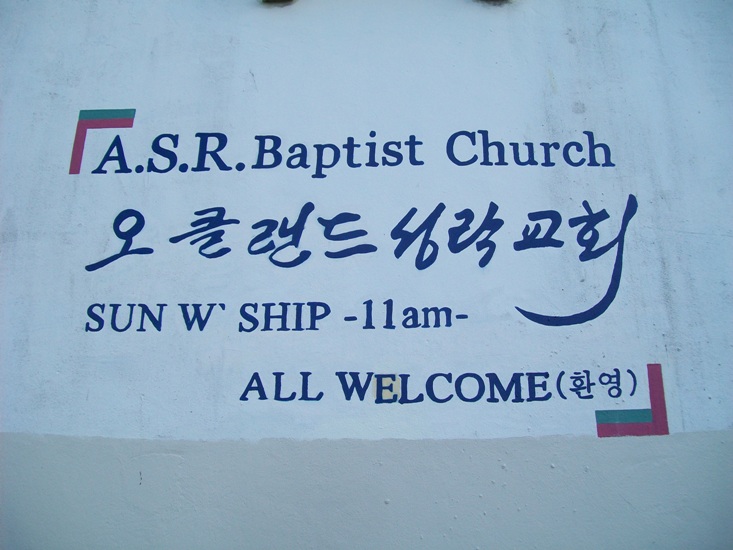 A.S.R. Baptist Church
오클랜드성락교회
SUN W` SHIP -11am-
ALL WELCOME (환영)